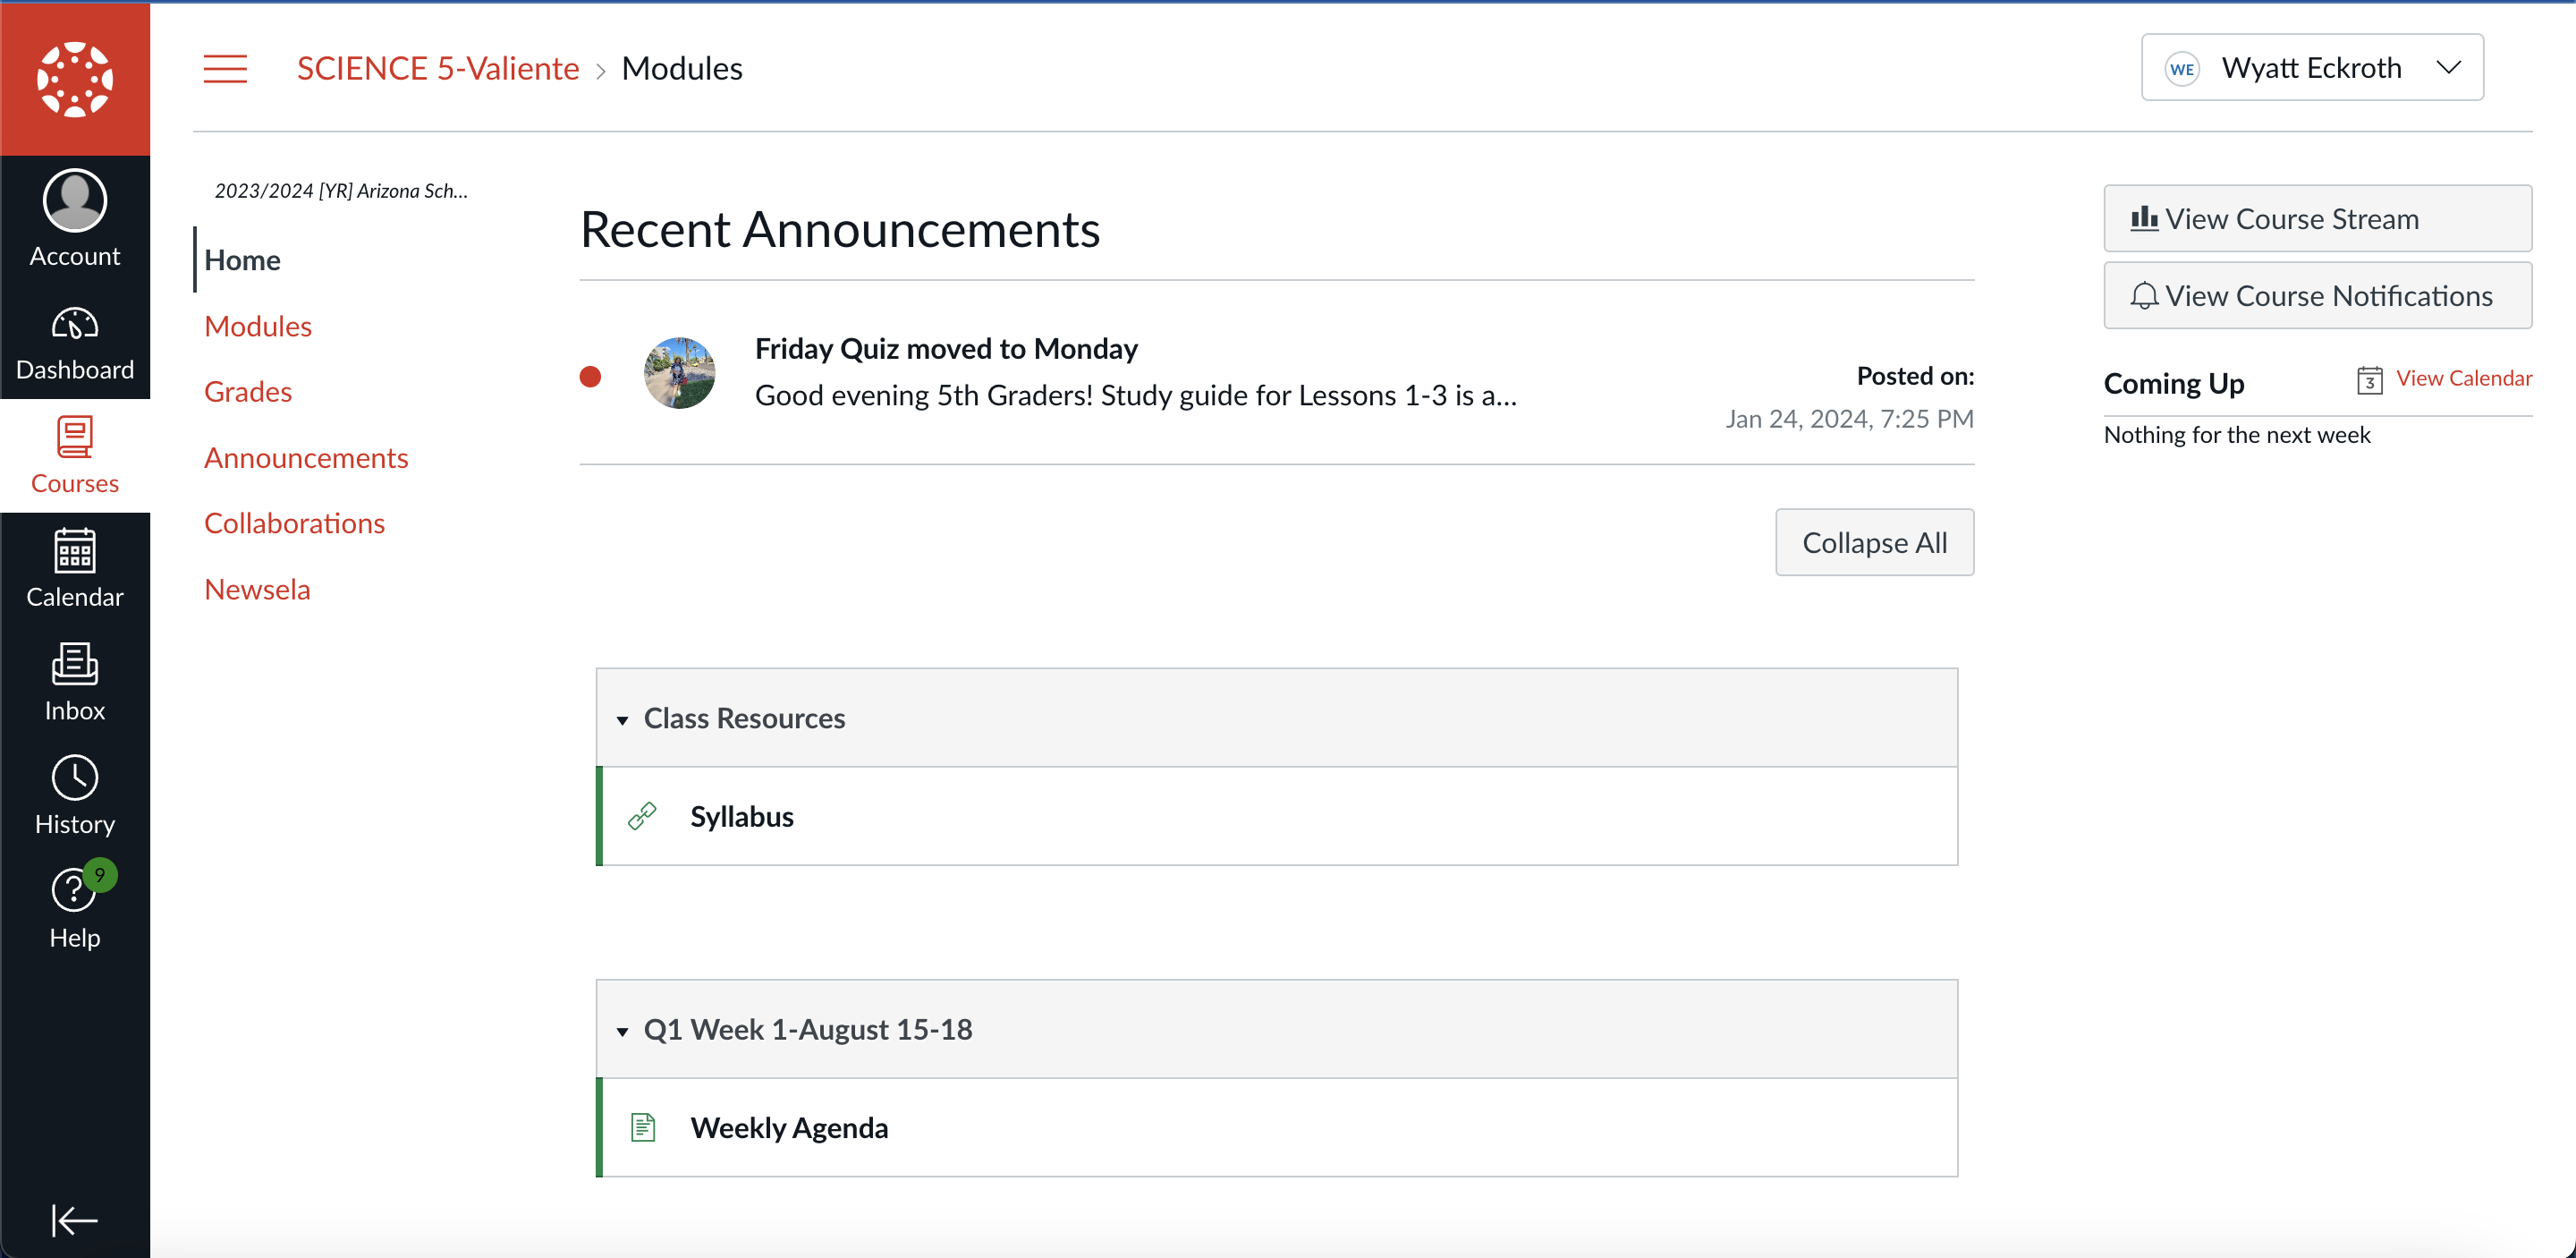 SCIENCE 5-Valiente > Modules
WE Wyatt Eckroth
Account
Dashboard
Courses
Calendar
Inbox
History
9
Help
2023/2024 [YR] Arizona Sch...
Home
Modules
Grades
Announcements
Collaborations
Newsela
Recent Announcements
Friday Quiz moved to Monday
Good evening 5th Graders! Study guide for Lessons 1-3 is a...
Posted on:
Jan 24, 2024, 7:25 PM
Collapse All
Class Resources
Syllabus
Q1 Week 1-August 15-18
Weekly Agenda
View Course Stream
View Course Notifications
Coming Up
3 View Calendar
Nothing for the next week